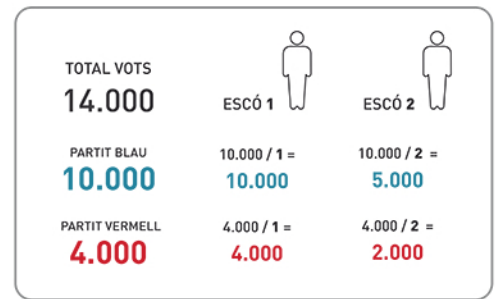 TOTAL VOTS
14.000
ESCÓ 1
ESCÓ 2
PARTIT BLAU
10.000 / 1 =
10.000 / 2 =
10.000
10.000
5.000
PARTIT VERMELL
4.000 / 1 =
4.000 / 2 =
4.000
4.000
2.000